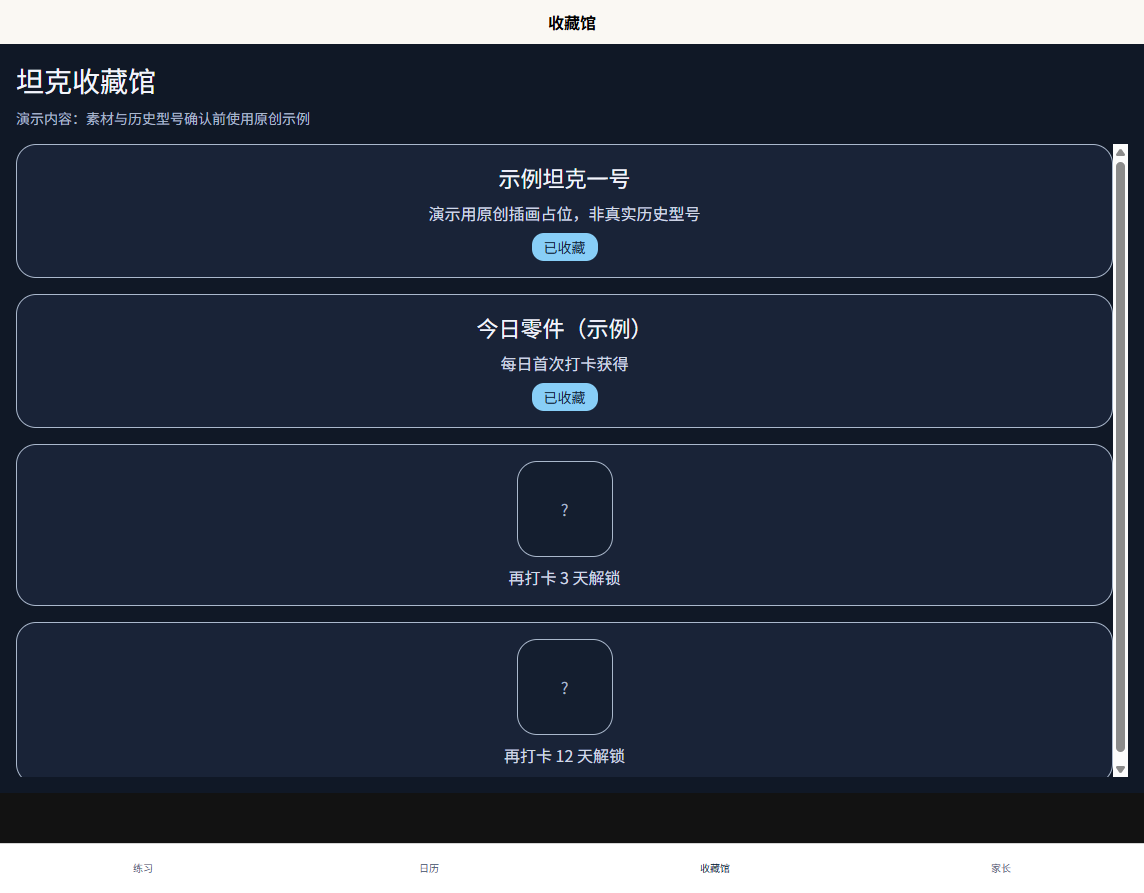 收藏馆
坦克收藏馆
演示内容：素材与历史型号确认前使用原创示例
示例坦克一号
演示用原创插画占位，非真实历史型号
已收藏
今日零件（示例）
每日首次打卡获得
已收藏
?
再打卡 3 天解锁
?
再打卡 12 天解锁
练习
日历
收藏馆
家长